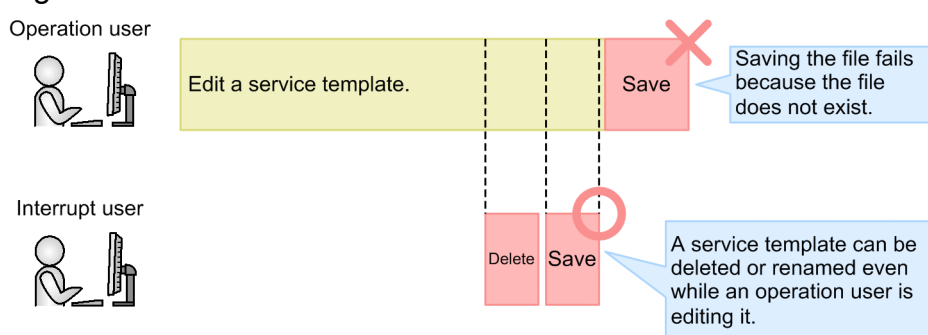 Operation user
Edit a service template.
Save
Saving the file fails
because the file
does not exist.
Interrupt user
Delete
Save
A service template can be
deleted or renamed even
while an operation user is
editing it.